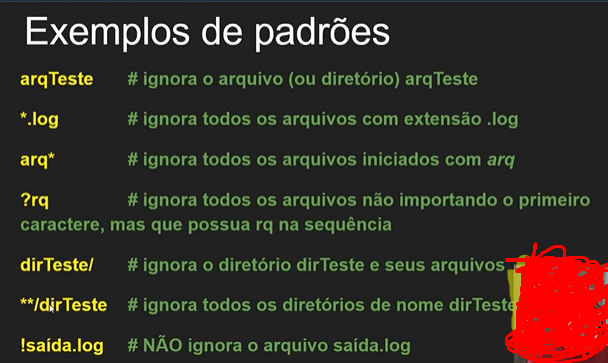 Exemplos de padrões
arqTeste # ignora o arquivo (ou diretório) arqTeste
*.log # ignora todos os arquivos com extensão .log
arq* # ignora todos os arquivos iniciados com arq
?rq # ignora todos os arquivos não importando o primeiro
caractere, mas que possua rq na sequência
dirTeste/ # ignora o diretório dirTeste e seus arquivos
**/dirTeste # ignora todos os diretórios de nome dirTeste
!saída.log # NÃO ignora o arquivo saída.log